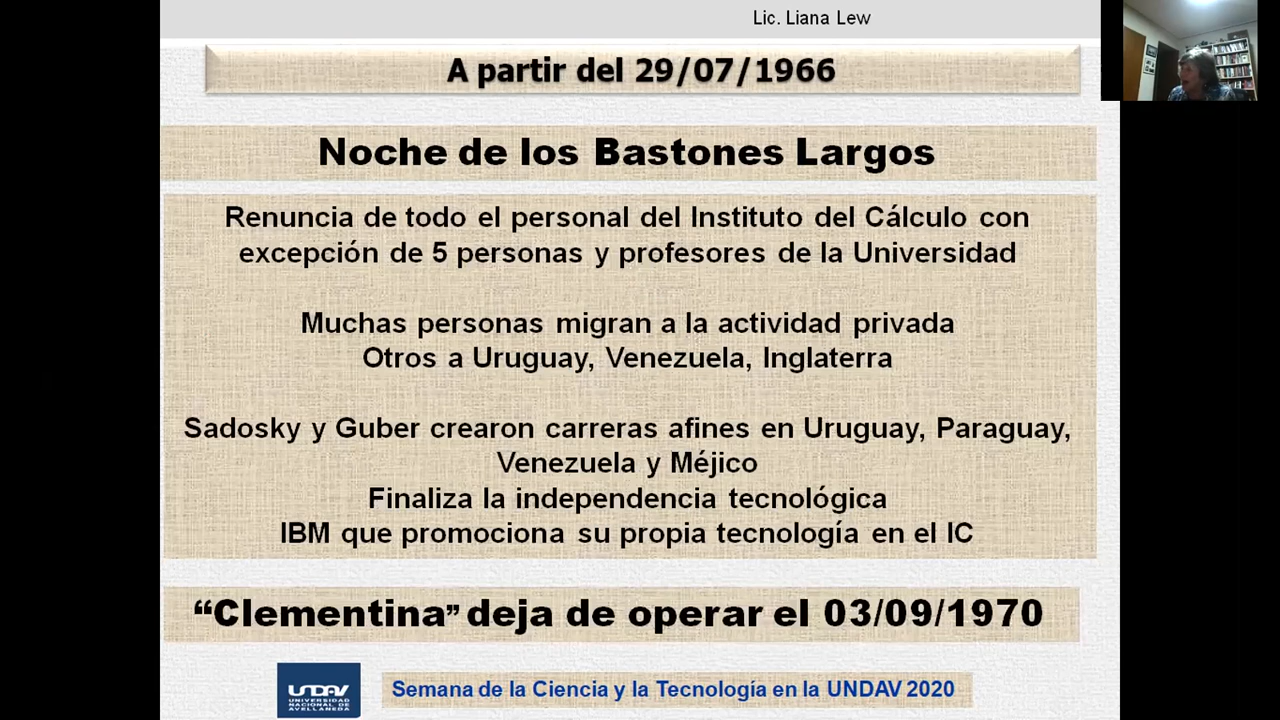 Lic. Liana Lew
A partir del 29/07/1966
Noche de los Bastones Largos
Renuncia de todo el personal del Instituto del Cálculo con
excepción de 5 personas y profesores de la Universidad
Muchas personas migran a la actividad privada
Otros a Uruguay, Venezuela, Inglaterra
Sadosky y Guber crearon carreras afines en Uruguay, Paraguay,
Venezuela y Méjico
Finaliza la independencia tecnológica
IBM que promociona su propia tecnología en el IC
“Clementina” deja de operar el 03/09/1970
UNDAV
UNIVERSIDAD
NACIONAL DE
AVELLANEDA
Semana de la Ciencia y la Tecnología en la UNDAV 2020